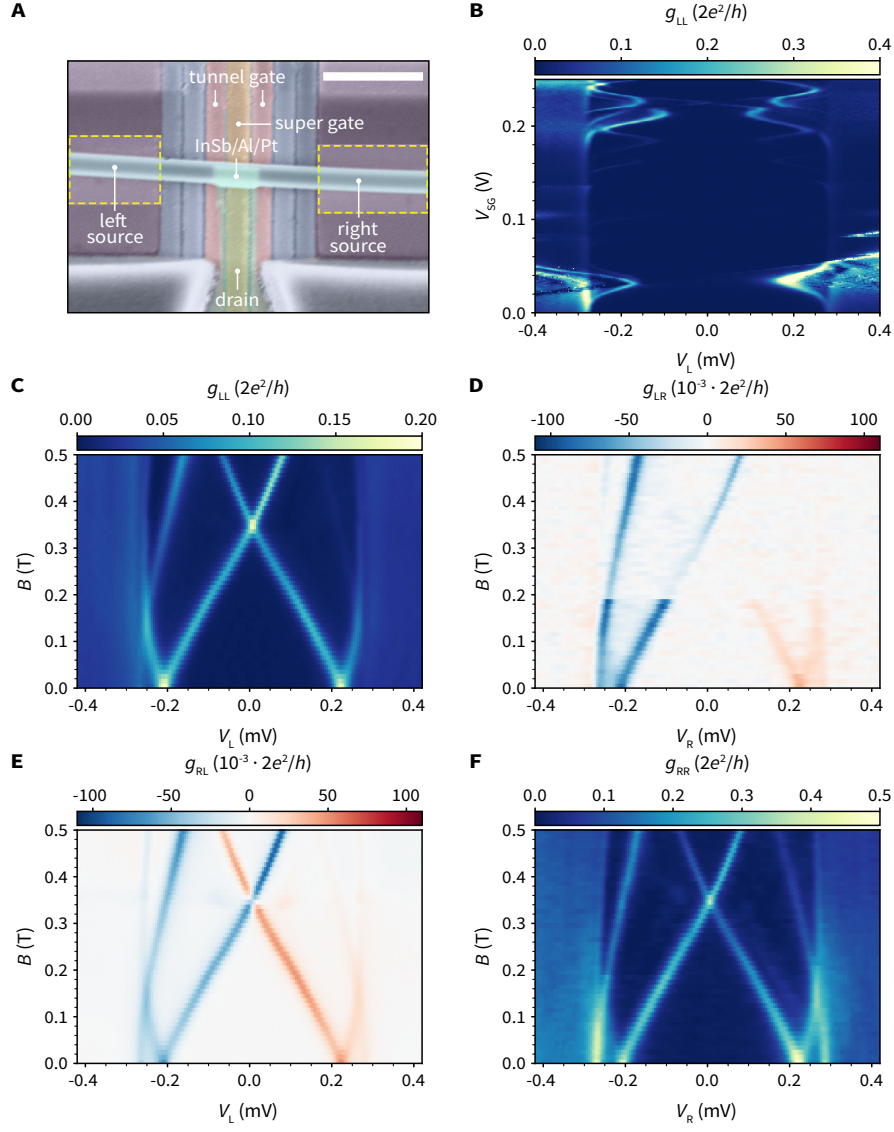 A
tunnel gate
super gate
InSb/Al/Pt
left
source
right
source
drain
B
g_LL (2e²/h)
0.0 0.1 0.2 0.3 0.4
V_SG (V)
0.2
0.1
0.0
-0.4 -0.2 0.0 0.2 0.4
V_L (mV)
C
g_LL (2e²/h)
0.00 0.05 0.10 0.15 0.20
B (T)
0.5
0.4
0.3
0.2
0.1
0.0
-0.4 -0.2 0.0 0.2 0.4
V_L (mV)
D
g_LR (10⁻³ · 2e²/h)
-100 -50 0 50 100
B (T)
0.5
0.4
0.3
0.2
0.1
0.0
-0.4 -0.2 0.0 0.2 0.4
V_R (mV)
E
g_RL (10⁻³ · 2e²/h)
-100 -50 0 50 100
B (T)
0.5
0.4
0.3
0.2
0.1
0.0
-0.4 -0.2 0.0 0.2 0.4
V_L (mV)
F
g_RR (2e²/h)
0.0 0.1 0.2 0.3 0.4 0.5
B (T)
0.5
0.4
0.3
0.2
0.1
0.0
-0.4 -0.2 0.0 0.2 0.4
V_R (mV)